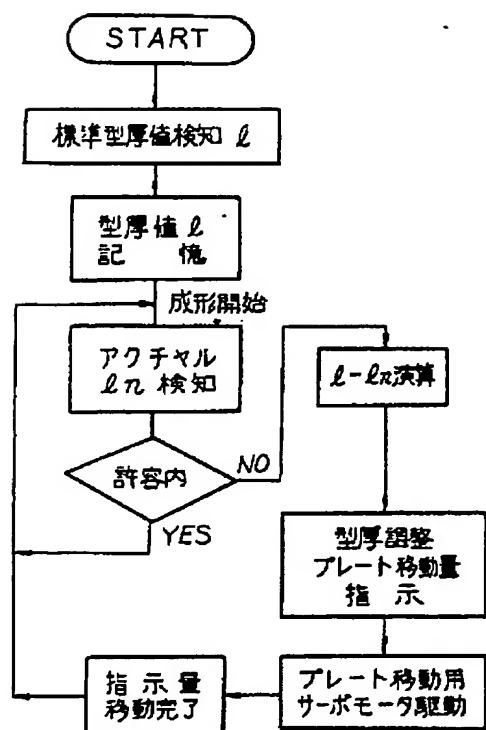 START
標準型厚値検知 ℓ
型厚値 ℓ
記 憶
成形開始
アクチャル
ℓn 検知
許容内
NO
YES
ℓ-ℓn演算
型厚調整
プレート移動量
指 示
プレート移動用
サーボモータ駆動
指 示 量
移動完了